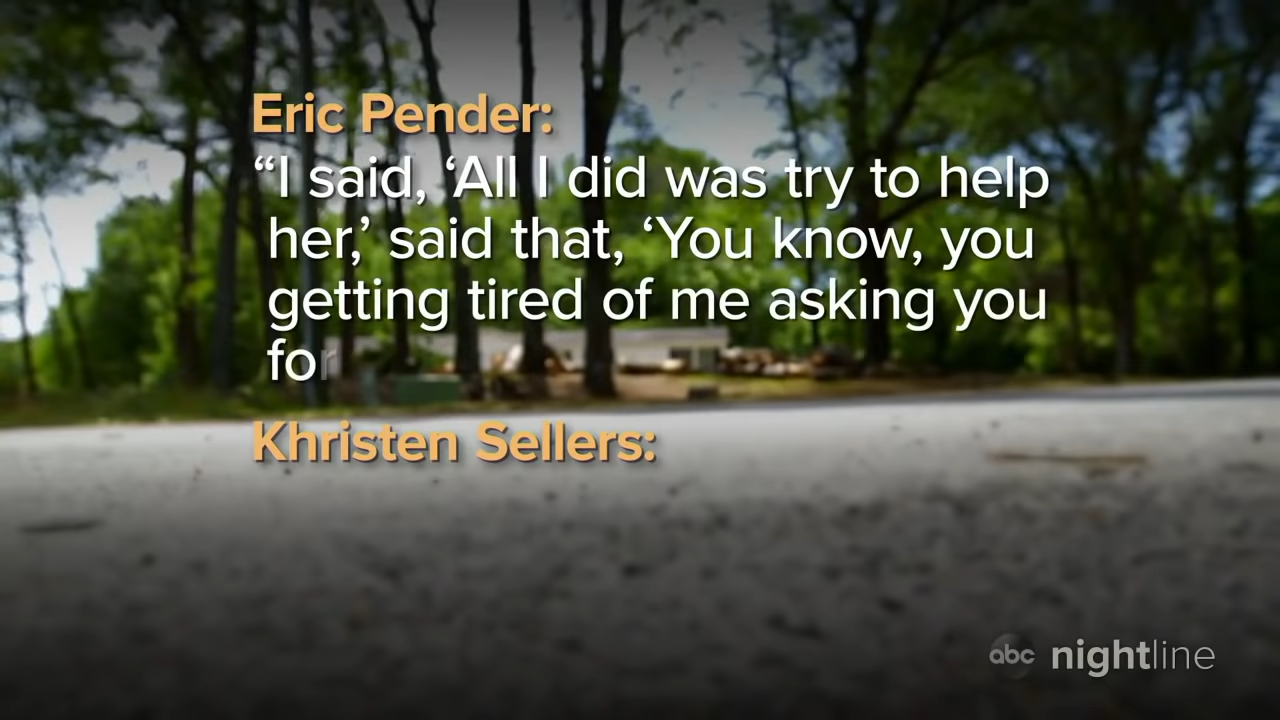 Eric Pender:
“I said, ‘All I did was try to help
her,’ said that, ‘You know, you
getting tired of me asking you
for
Khristen Sellers:
abc nightline